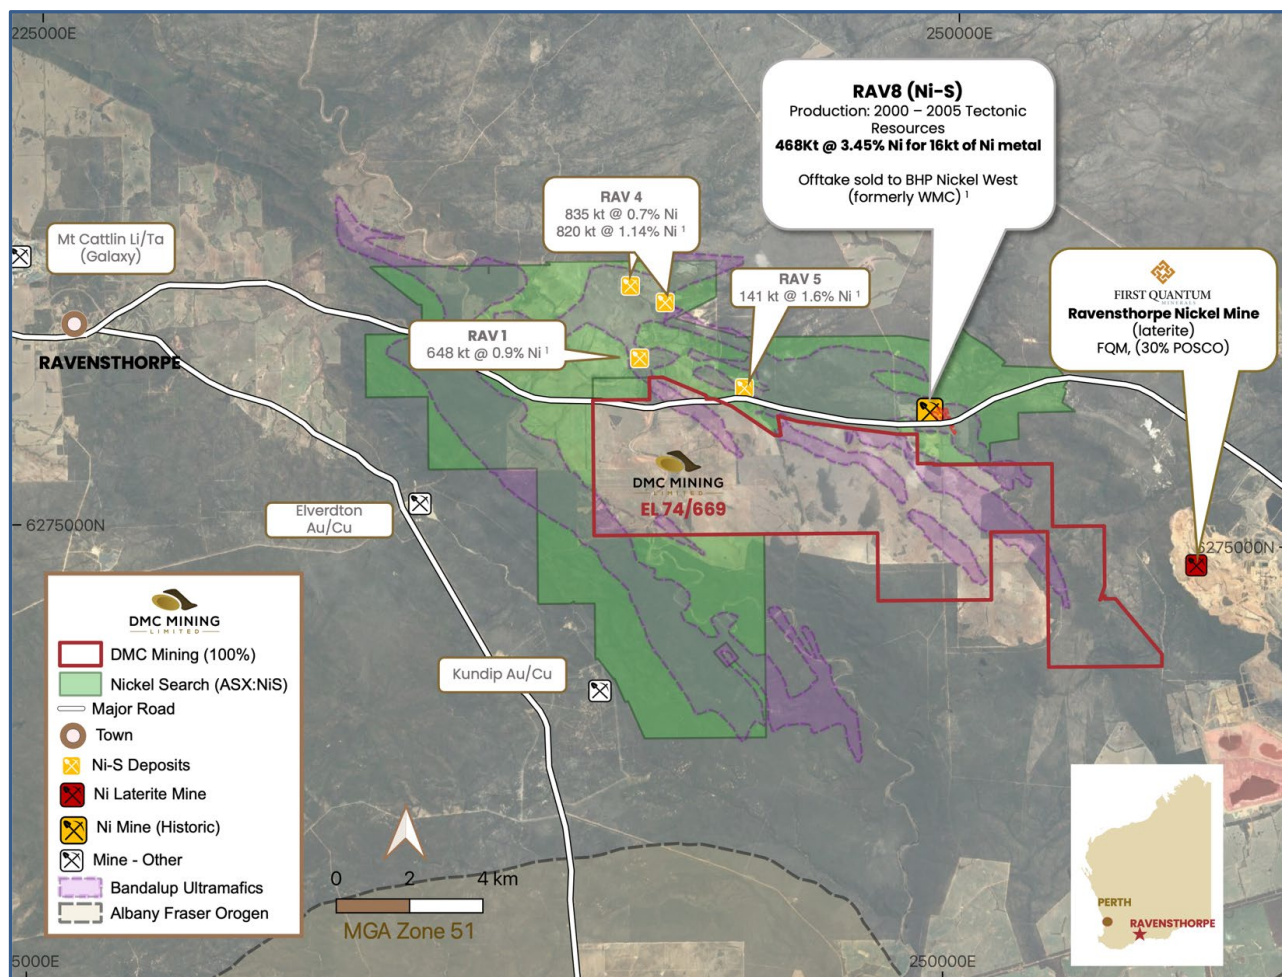 225000E
250000E
RAV8 (Ni-S)
Production: 2000 – 2005 Tectonic
Resources
468Kt @ 3.45% Ni for 16kt of Ni metal
Offtake sold to BHP Nickel West
(formerly WMC) ¹
RAV 4
835 kt @ 0.7% Ni
820 kt @ 1.14% Ni ¹
Mt Cattlin Li/Ta
(Galaxy)
RAV 5
141 kt @ 1.6% Ni ¹
FIRST QUANTUM
MINERALS
Ravensthorpe Nickel Mine
(laterite)
FQM, (30% POSCO)
RAV 1
648 kt @ 0.9% Ni ¹
RAVENSTHORPE
DMC MINING
LIMITED
EL 74/669
Elverdton
Au/Cu
6275000N
6275000N
Kundip Au/Cu
DMC MINING
LIMITED
DMC Mining (100%)
Nickel Search (ASX:NiS)
Major Road
Town
Ni-S Deposits
Ni Laterite Mine
Ni Mine (Historic)
Mine - Other
Bandalup Ultramafics
Albany Fraser Orogen
0 2 4 km
MGA Zone 51
PERTH
RAVENSTHORPE
5000E
250000E